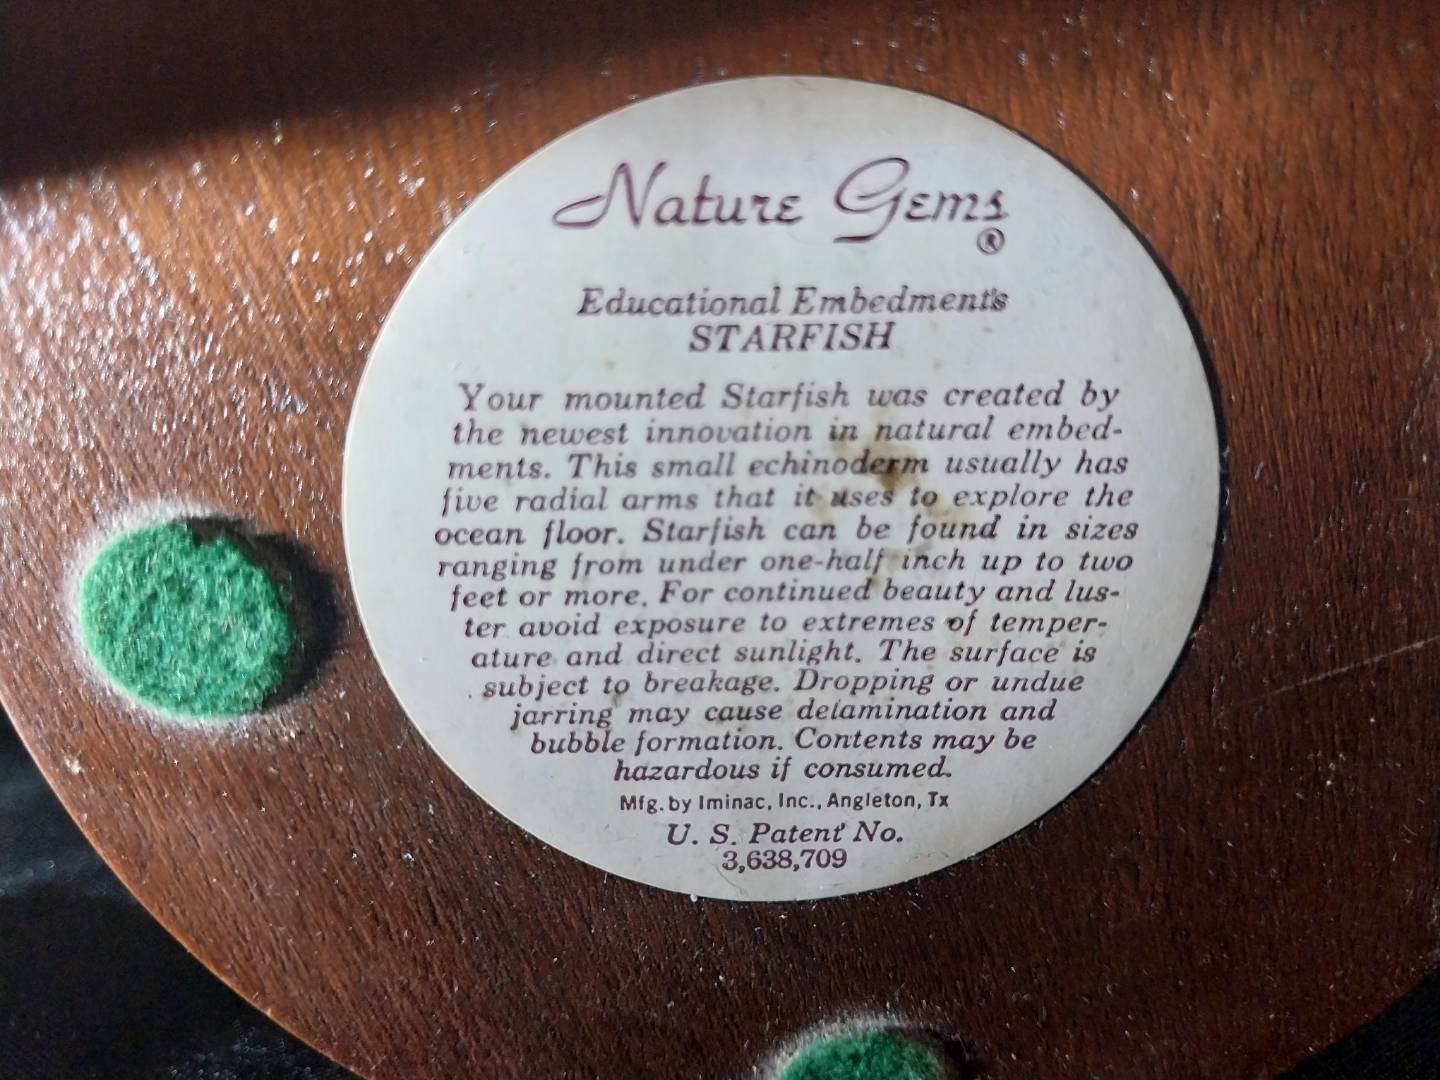 Nature Gems
®
Educational Embedment's
STARFISH
Your mounted Starfish was created by
the newest innovation in natural embed-
ments. This small echinoderm usually has
five radial arms that it uses to explore the
ocean floor. Starfish can be found in sizes
ranging from under one-half inch up to two
feet or more. For continued beauty and lus-
ter avoid exposure to extremes of temper-
ature and direct sunlight. The surface is
subject to breakage. Dropping or undue
jarring may cause delamination and
bubble formation. Contents may be
hazardous if consumed.
Mfg. by Iminac, Inc., Angleton, Tx
U. S. Patent No.
3,638,709